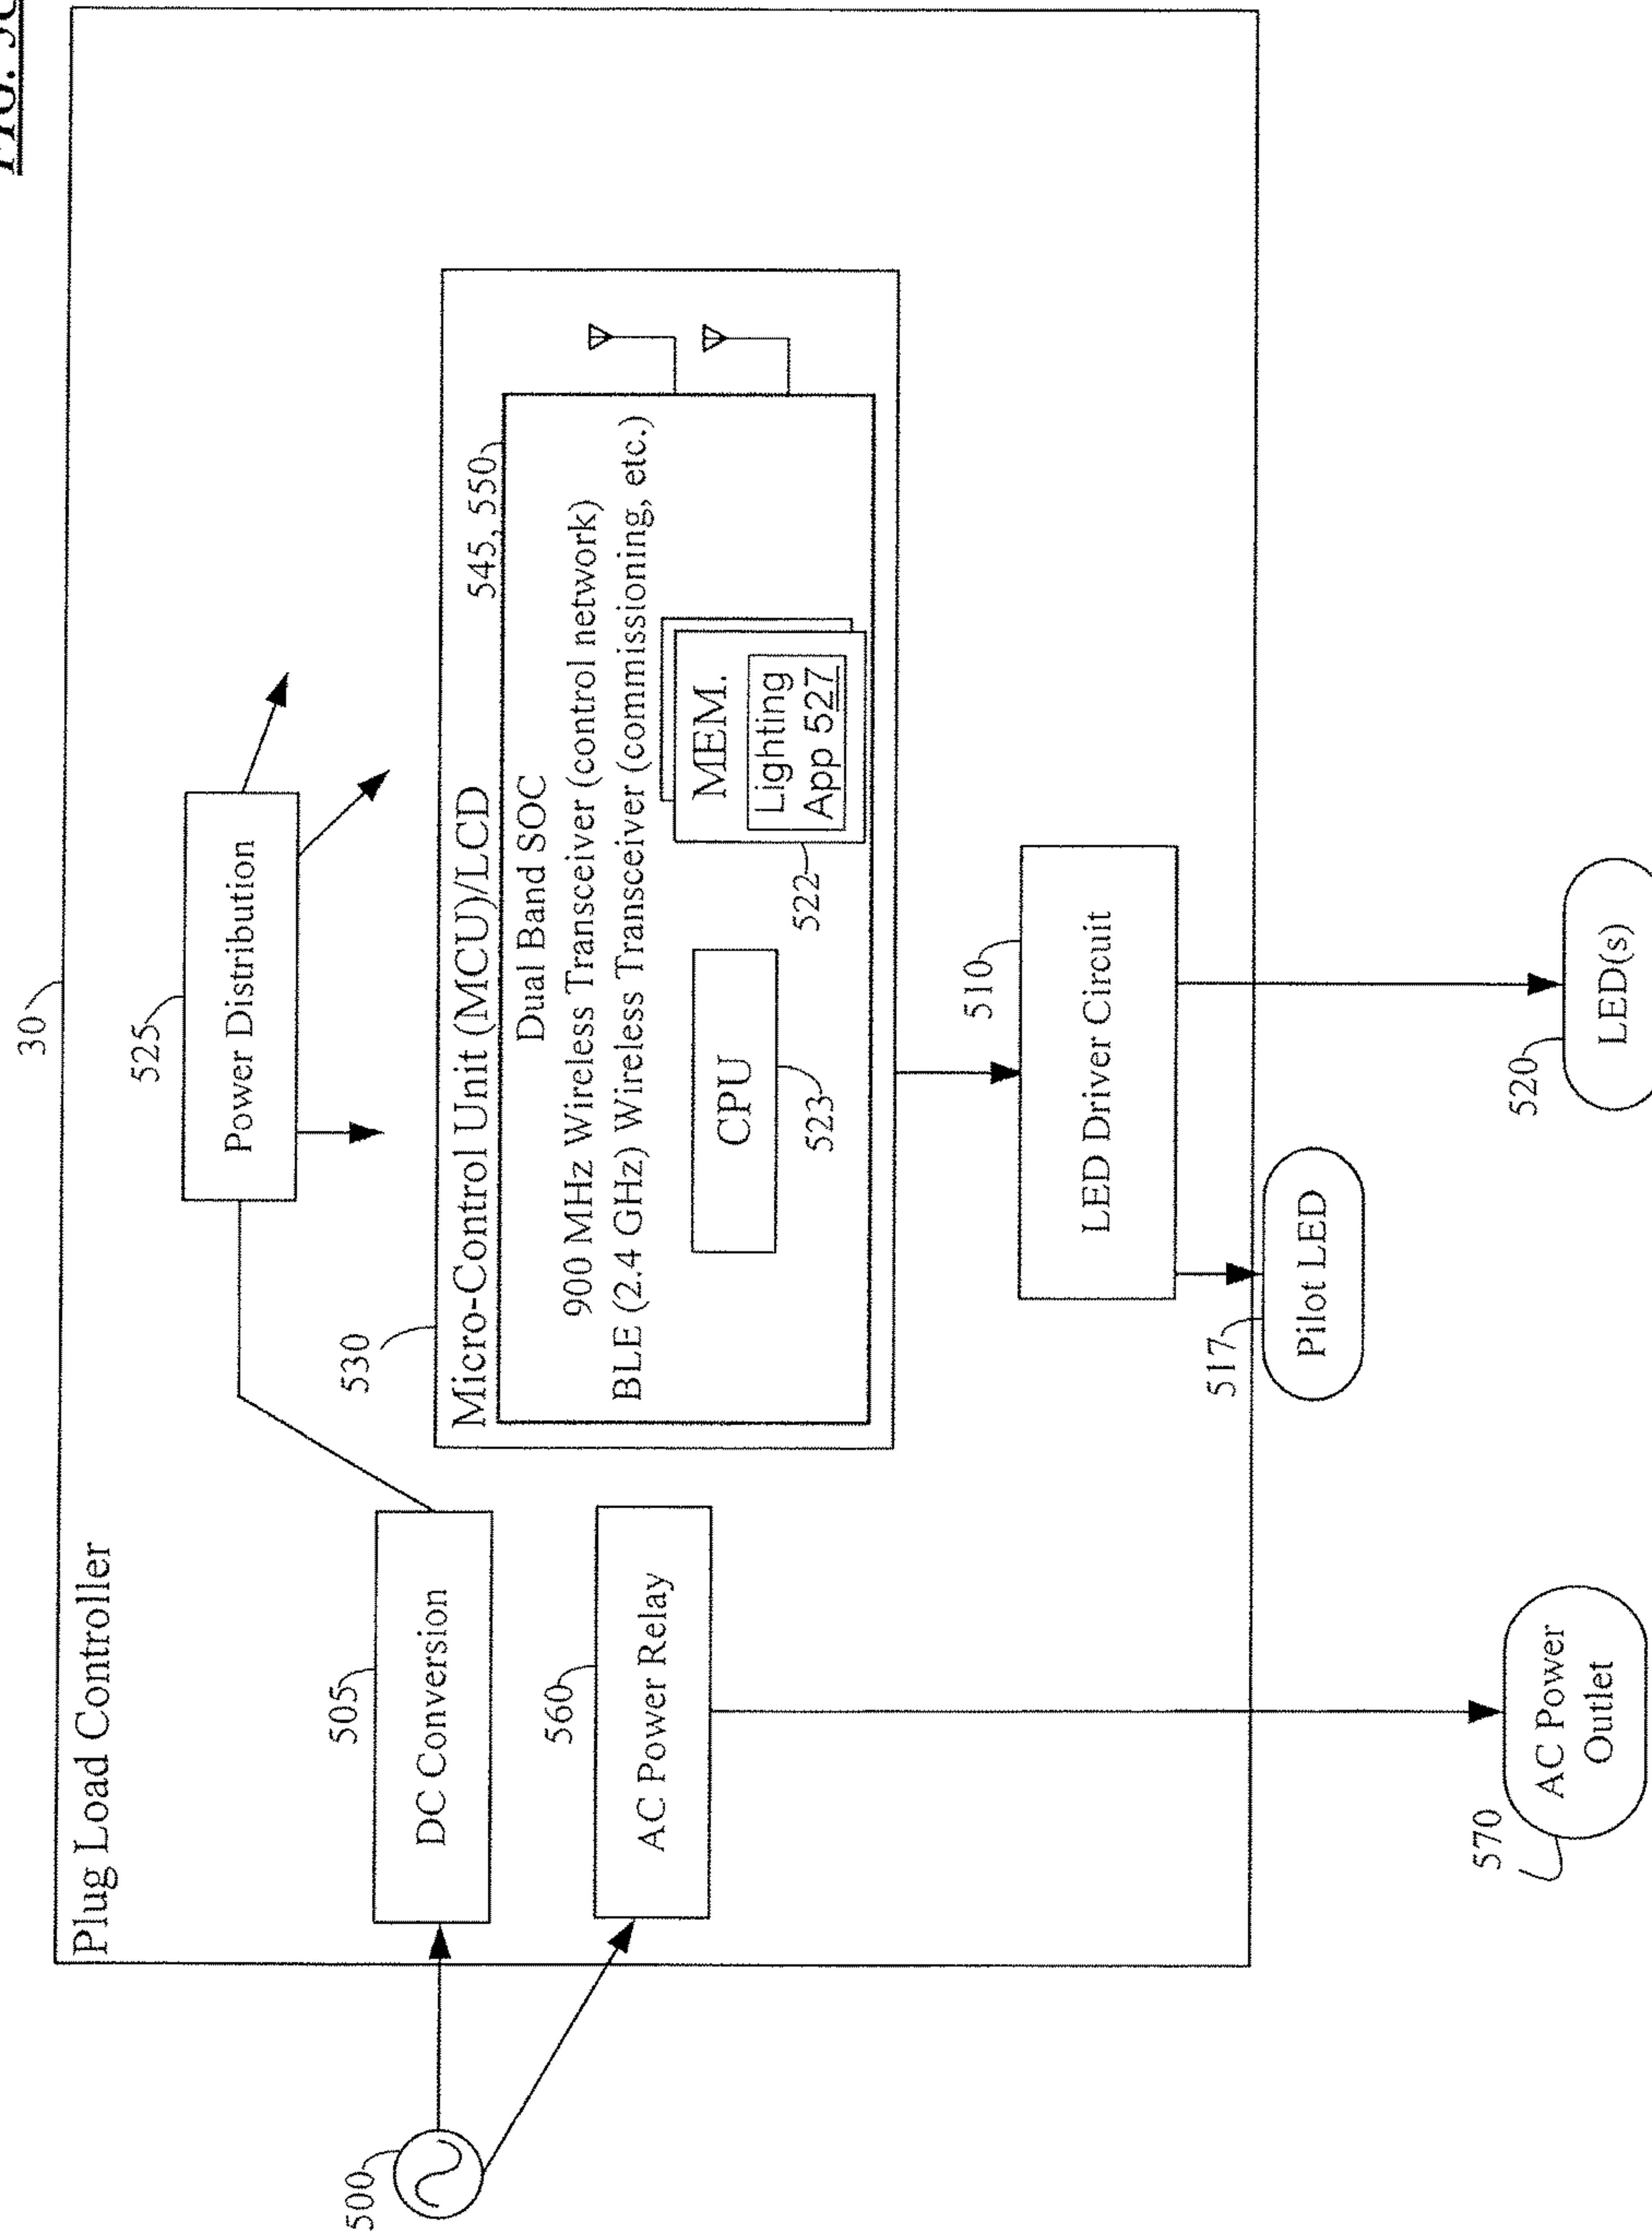 FIG.
30
Plug Load Controller
525
Power Distribution
500
505
DC Conversion
530
Micro-Control Unit (MCU)/LCD
545, 550
Dual Band SOC
900 MHz Wireless Transceiver (control network)
BLE (2.4 GHz) Wireless Transceiver (commissioning, etc.)
560
AC Power Relay
CPU
523
MEM.
Lighting
App 527
522
510
LED Driver Circuit
517
Pilot LED
570
AC Power
Outlet
520
LED(s)